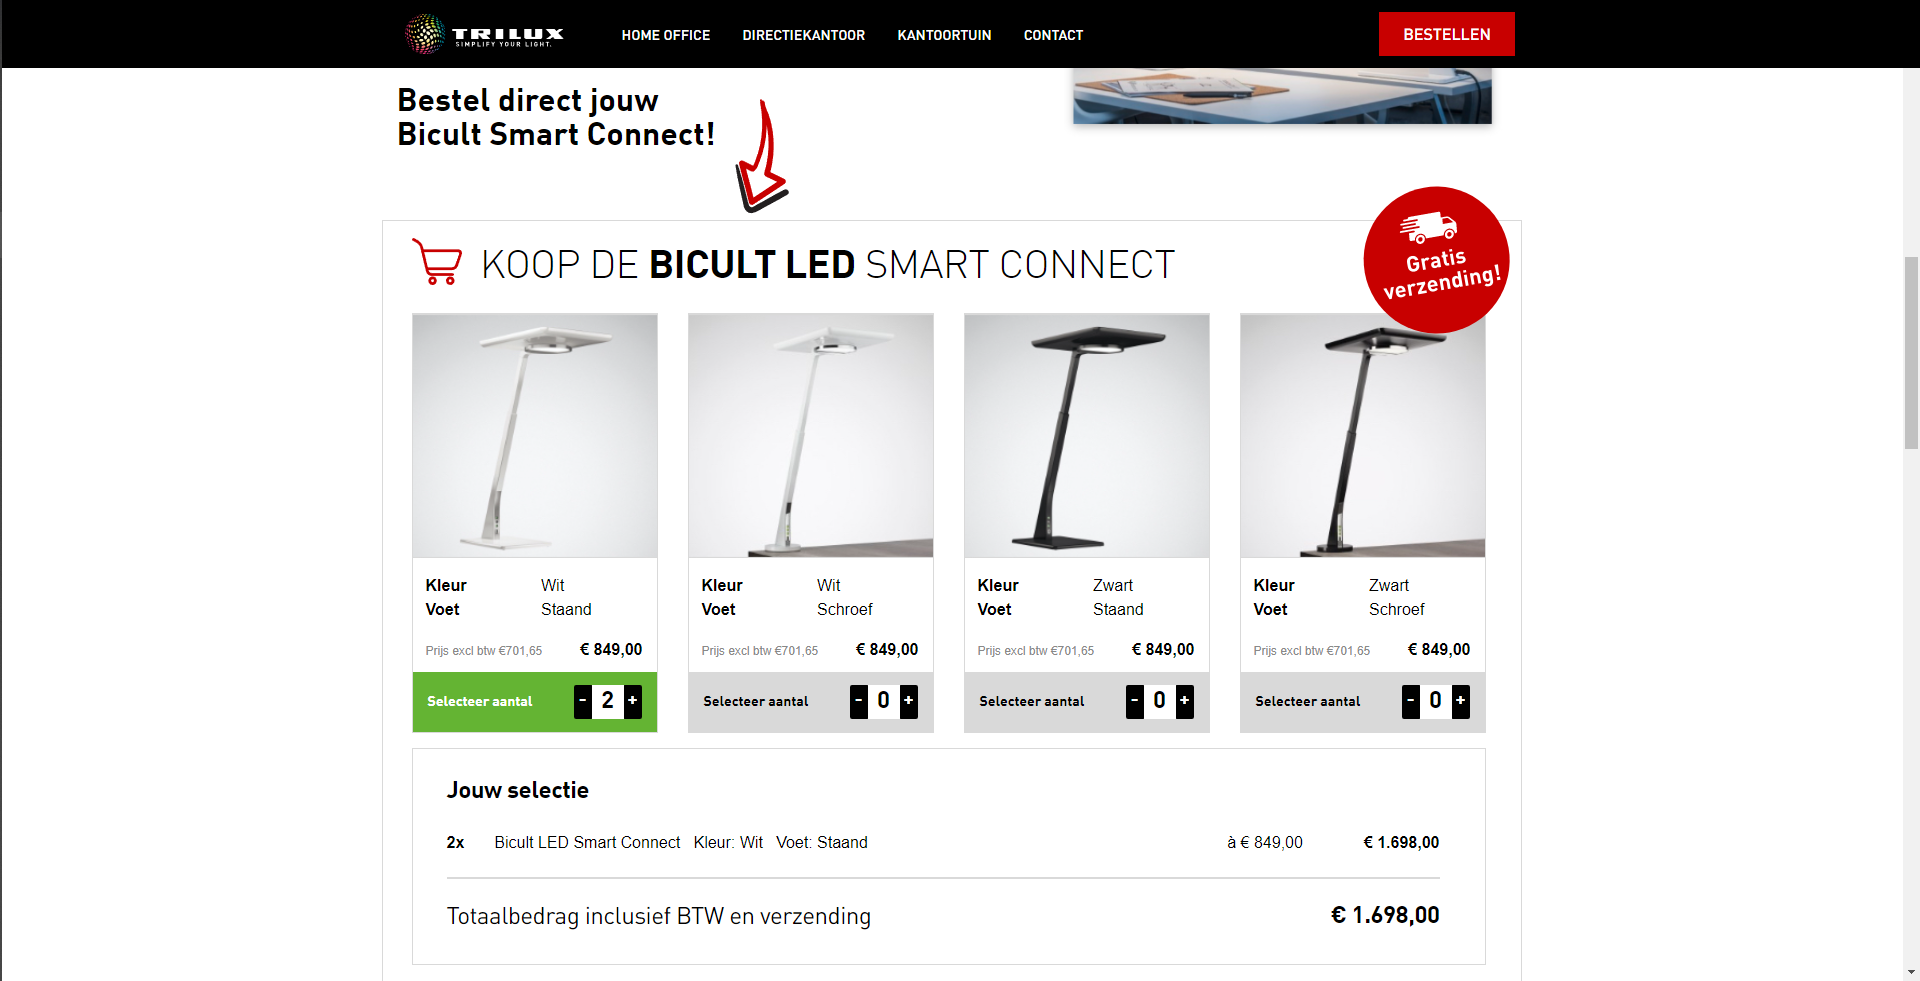 TRILUX
SIMPLIFY YOUR LIGHT.
HOME OFFICE
DIRECTIEKANTOOR
KANTOORTUIN
CONTACT
BESTELLEN
Bestel direct jouw
Bicult Smart Connect!
KOOP DE BICULT LED SMART CONNECT
Gratis
verzending!
Kleur Wit
Voet Staand
Prijs excl btw €701,65 € 849,00
Selecteer aantal - 2 +
Kleur Wit
Voet Schroef
Prijs excl btw €701,65 € 849,00
Selecteer aantal - 0 +
Kleur Zwart
Voet Staand
Prijs excl btw €701,65 € 849,00
Selecteer aantal - 0 +
Kleur Zwart
Voet Schroef
Prijs excl btw €701,65 € 849,00
Selecteer aantal - 0 +
Jouw selectie
2x Bicult LED Smart Connect Kleur: Wit Voet: Staand à € 849,00 € 1.698,00
Totaalbedrag inclusief BTW en verzending € 1.698,00